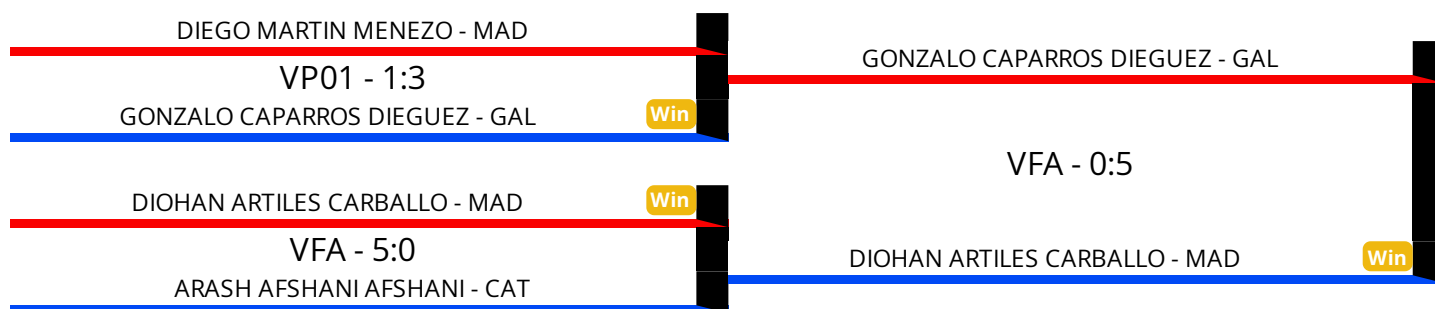 DIEGO MARTIN MENEZO - MAD
VP01 - 1:3
GONZALO CAPARROS DIEGUEZ - GAL
Win
DIOHAN ARTILES CARBALLO - MAD
Win
VFA - 5:0
ARASH AFSHANI AFSHANI - CAT
GONZALO CAPARROS DIEGUEZ - GAL
VFA - 0:5
DIOHAN ARTILES CARBALLO - MAD
Win